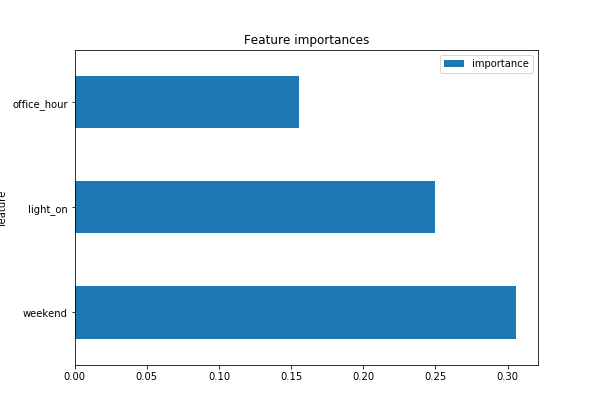 Feature importances
importance
office_hour
light_on
weekend
feature
0.00 0.05 0.10 0.15 0.20 0.25 0.30